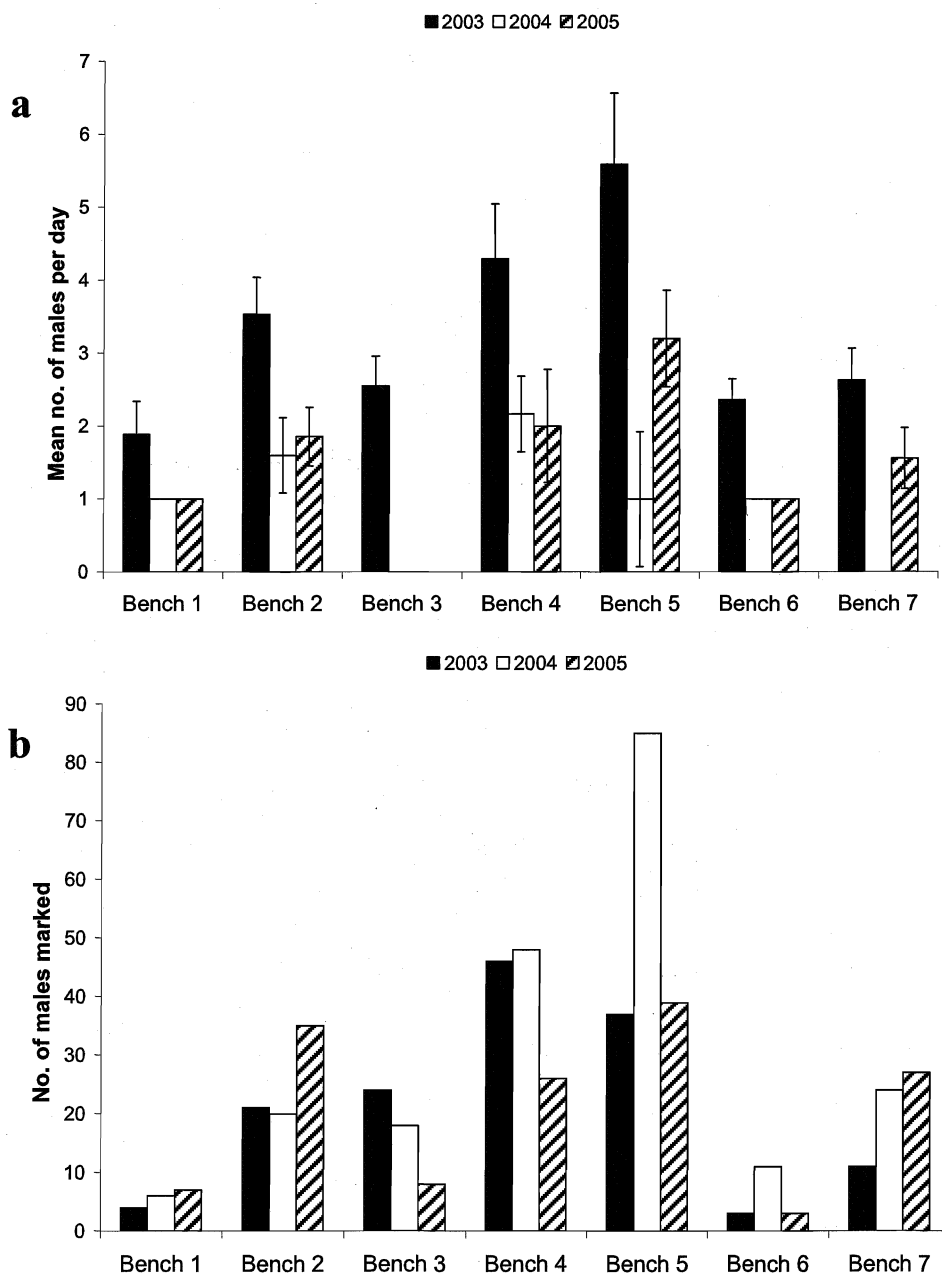 2003 2004 2005
a
7
6
5
4
3
2
1
0
Mean no. of males per day
Bench 1 Bench 2 Bench 3 Bench 4 Bench 5 Bench 6 Bench 7
2003 2004 2005
b
90
80
70
60
50
40
30
20
10
0
No. of males marked
Bench 1 Bench 2 Bench 3 Bench 4 Bench 5 Bench 6 Bench 7